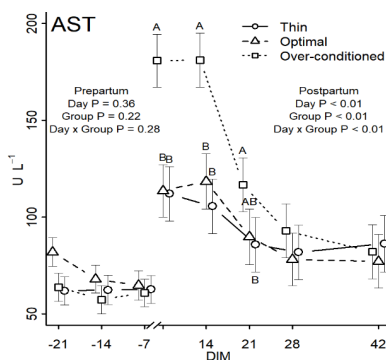 AST
Thin
Optimal
Over-conditioned
Prepartum
Day P = 0.36
Group P = 0.22
Day x Group P = 0.28
Postpartum
Day P < 0.01
Group P < 0.01
Day x Group P < 0.01
A
A
A
B
B
B
B
AB
B
200
150
100
50
U L⁻¹
-21
-14
-7
14
21
28
42
DIM